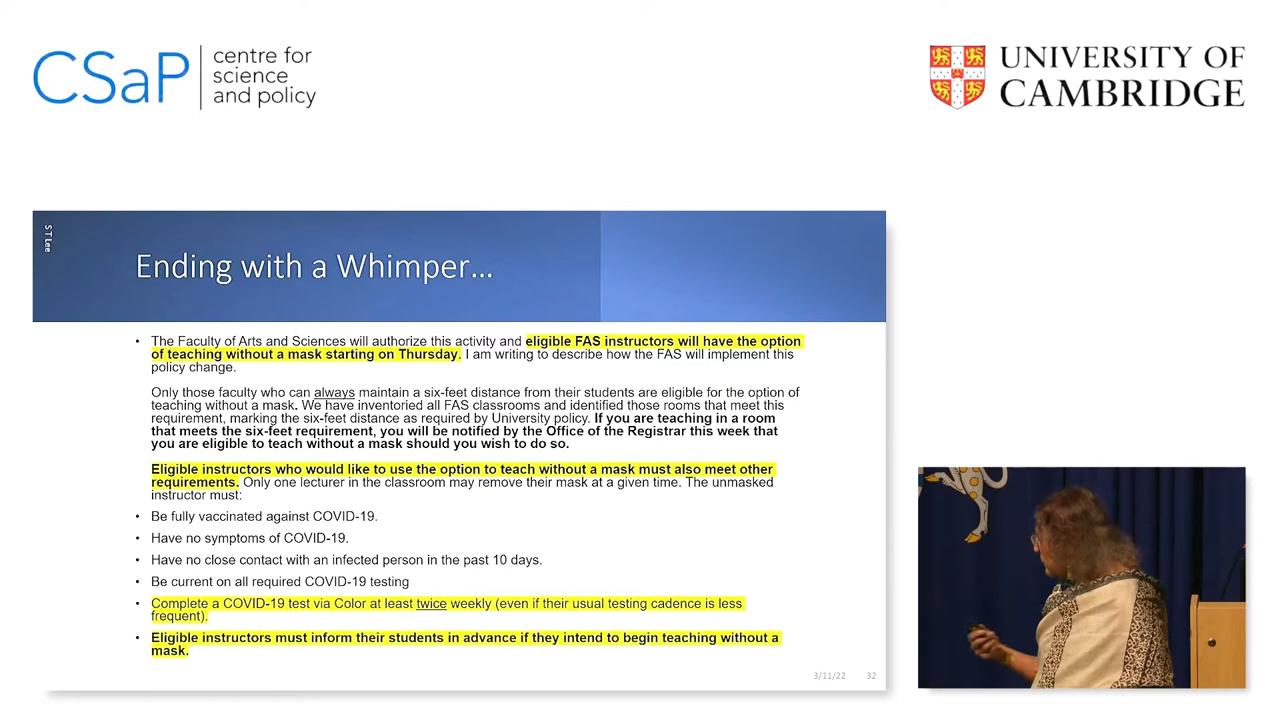 CSaP
centre for
science
and policy
UNIVERSITY OF
CAMBRIDGE
S T Lee
Ending with a Whimper…
• The Faculty of Arts and Sciences will authorize this activity and eligible FAS instructors will have the option
of teaching without a mask starting on Thursday. I am writing to describe how the FAS will implement this
policy change.
Only those faculty who can always maintain a six-feet distance from their students are eligible for the option of
teaching without a mask. We have inventoried all FAS classrooms and identified those rooms that meet this
requirement, marking the six-feet distance as required by University policy. If you are teaching in a room
that meets the six-feet requirement, you will be notified by the Office of the Registrar this week that
you are eligible to teach without a mask should you wish to do so.
Eligible instructors who would like to use the option to teach without a mask must also meet other
requirements. Only one lecturer in the classroom may remove their mask at a given time. The unmasked
instructor must:
• Be fully vaccinated against COVID-19.
• Have no symptoms of COVID-19.
• Have no close contact with an infected person in the past 10 days.
• Be current on all required COVID-19 testing
• Complete a COVID-19 test via Color at least twice weekly (even if their usual testing cadence is less
frequent).
• Eligible instructors must inform their students in advance if they intend to begin teaching without a
mask.
3/11/22 32